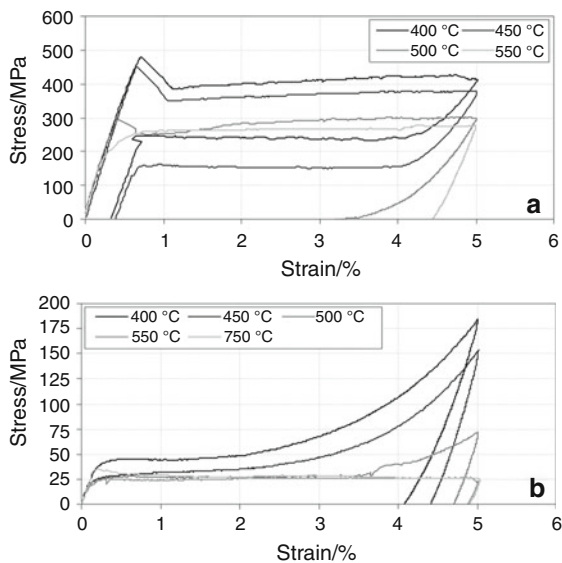 600
500
400
300
200
100
0
Stress/MPa
400 °C 450 °C
500 °C 550 °C
a
0 1 2 3 4 5 6
Strain/%
200
175
150
125
100
75
50
25
0
Stress/MPa
400 °C 450 °C 500 °C
550 °C 750 °C
b
0 1 2 3 4 5 6
Strain/%